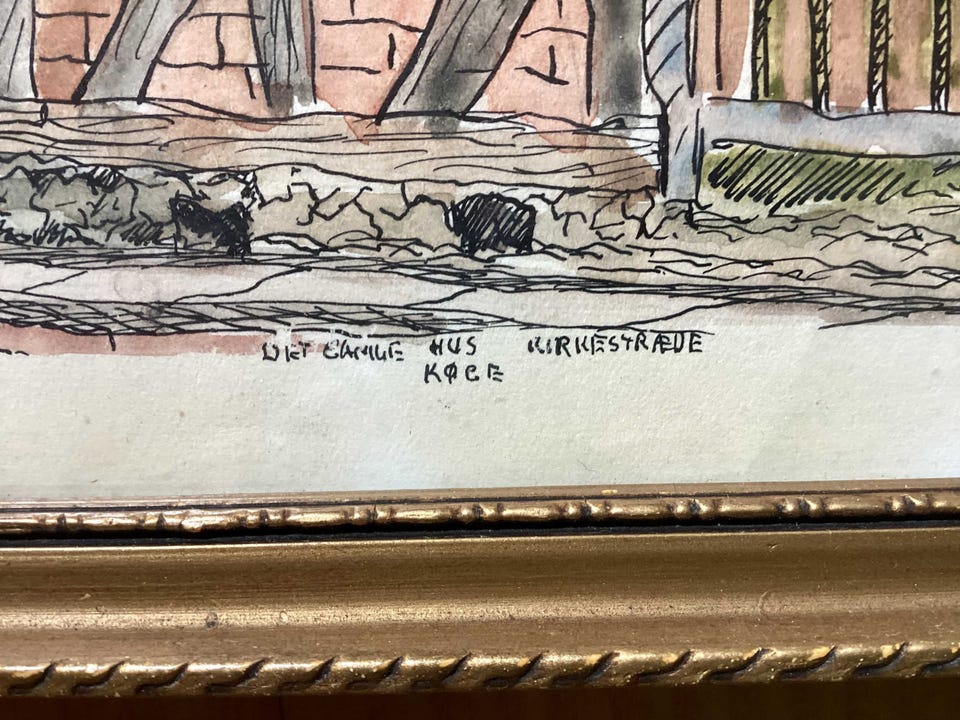 DET GAMLE HUS KIRKESTRÆDE
KØGE